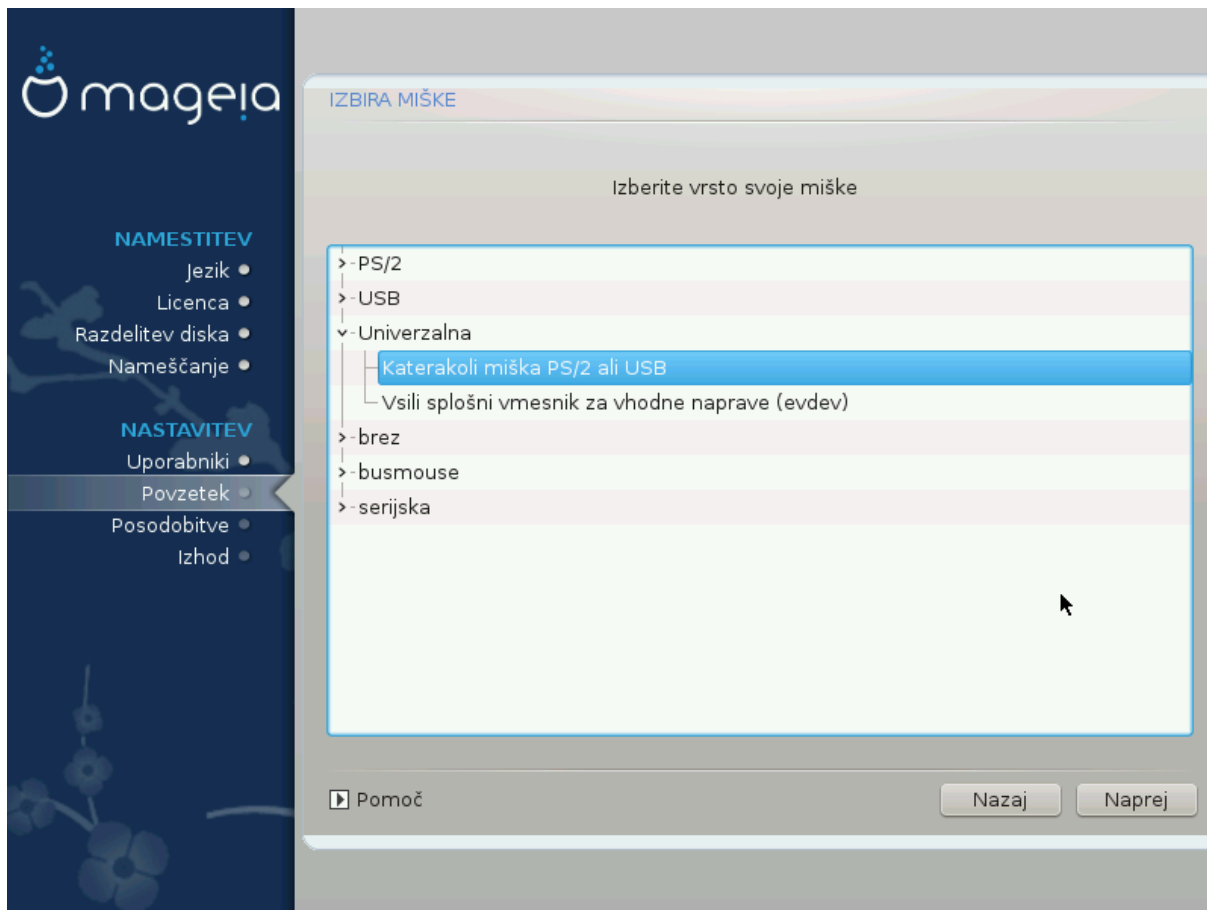 mageia
NAMESTITEV
Jezik
Licenca
Razdelitev diska
Nameščanje
NASTAVITEV
Uporabniki
Povzetek
Posodobitve
Izhod
IZBIRA MIŠKE
Izberite vrsto svoje miške
PS/2
USB
Univerzalna
Katerakoli miška PS/2 ali USB
Vsili splošni vmesnik za vhodne naprave (evdev)
brez
busmouse
serijska
Pomoč
Nazaj
Naprej